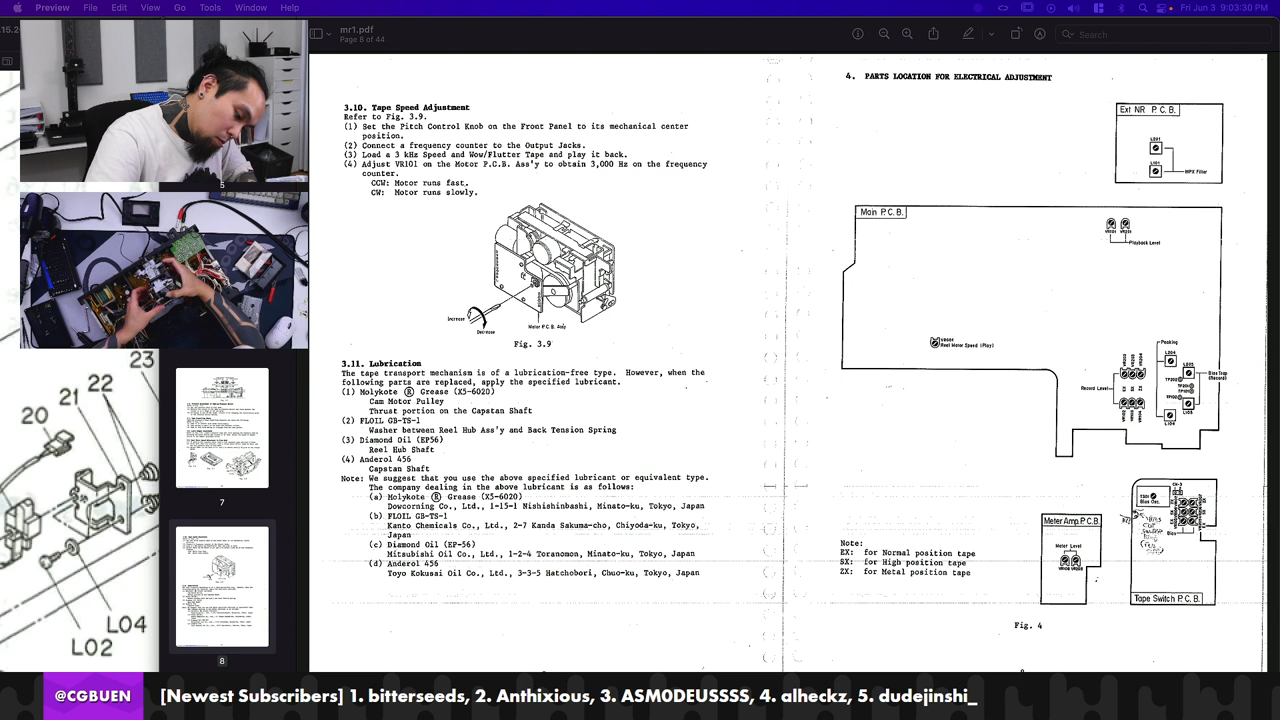 Preview File Edit View Go Tools Window Help
Fri Jun 3 9:03:30 PM
mr1.pdf
Page 8 of 44
Search
3.10. Tape Speed Adjustment
Refer to Fig. 3.9.
(1) Set the Pitch Control Knob on the Front Panel to its mechanical center
position.
(2) Connect a frequency counter to the Output Jacks.
(3) Load a 3 kHz Speed and Wow/Flutter Tape and play it back.
(4) Adjust VR101 on the Motor P.C.B. Ass'y to obtain 3,000 Hz on the frequency
counter.
CCW: Motor runs fast.
CW: Motor runs slowly.
Increase
Decrease
Motor P.C.B. Ass'y
Fig. 3.9
3.11. Lubrication
The tape transport mechanism is of a lubrication-free type. However, when the
following parts are replaced, apply the specified lubricant.
(1) Molykote Ⓡ Grease (X5-6020)
Cam Motor Pulley
Thrust portion on the Capstan Shaft
(2) FLOIL GB-TS-1
Washer between Reel Hub Ass'y and Back Tension Spring
(3) Diamond Oil (EP56)
Reel Hub Shaft
(4) Anderol 456
Capstan Shaft
Note: We suggest that you use the above specified lubricant or equivalent type.
The company dealing in the above lubricant is as follows:
(a) Molykote Ⓡ Grease (X5-6020)
Dowcorning Co., Ltd., 1-15-1 Nishishinbashi, Minato-ku, Tokyo, Japan
(b) FLOIL GB-TS-1
Kanto Chemicals Co., Ltd., 2-7 Kanda Sakuma-cho, Chiyoda-ku, Tokyo,
Japan
(c) Diamond Oil (EP-56)
Mitsubishi Oil Co., Ltd., 1-2-4 Toranomon, Minato-ku, Tokyo, Japan
(d) Anderol 456
Toyo Kokusai Oil Co., Ltd., 3-3-5 Hatchobori, Chuo-ku, Tokyo, Japan
4. PARTS LOCATION FOR ELECTRICAL ADJUSTMENT
Ext NR P.C.B.
L201
L101
MPX Filter
Main P.C.B.
Playback Level
Reel Motor Speed (Play)
Peaking
L204
Bias Trap
(Record)
Record Level
Meter Amp.P.C.B.
Meter Level
Bias Osc.
Bias
Tape Switch P.C.B.
Note:
EX: for Normal position tape
SX: for High position tape
ZX: for Metal position tape
Fig. 4
5
7
8
23
22
21
20
L04
L02
@CGBUEN
[Newest Subscribers] 1. bitterseeds, 2. Anthixious, 3. ASM0DEUSSSS, 4. alheckz, 5. dudejinshi_